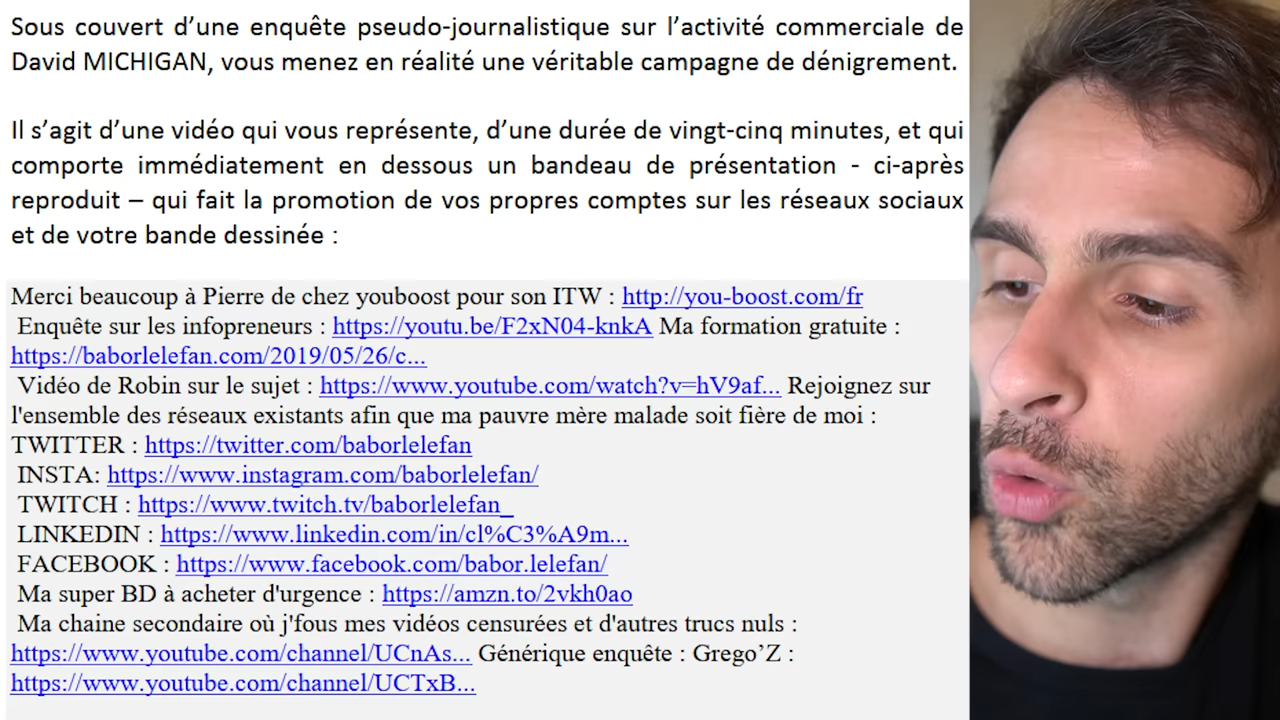 Sous couvert d’une enquête pseudo-journalistique sur l’activité commerciale de
David MICHIGAN, vous menez en réalité une véritable campagne de dénigrement.
Il s’agit d’une vidéo qui vous représente, d’une durée de vingt-cinq minutes, et qui
comporte immédiatement en dessous un bandeau de présentation - ci-après
reproduit – qui fait la promotion de vos propres comptes sur les réseaux sociaux
et de votre bande dessinée :
Merci beaucoup à Pierre de chez youboost pour son ITW : http://you-boost.com/fr
Enquête sur les infopreneurs : https://youtu.be/F2xN04-knkA Ma formation gratuite :
https://baborlelefan.com/2019/05/26/c...
Vidéo de Robin sur le sujet : https://www.youtube.com/watch?v=hV9af... Rejoignez sur
l'ensemble des réseaux existants afin que ma pauvre mère malade soit fière de moi :
TWITTER : https://twitter.com/baborlelefan
INSTA: https://www.instagram.com/baborlelefan/
TWITCH : https://www.twitch.tv/baborlelefan_
LINKEDIN : https://www.linkedin.com/in/cl%C3%A9m...
FACEBOOK : https://www.facebook.com/babor.lelefan/
Ma super BD à acheter d'urgence : https://amzn.to/2vkh0ao
Ma chaine secondaire où j'fous mes vidéos censurées et d'autres trucs nuls :
https://www.youtube.com/channel/UCnAs... Générique enquête : Grego’Z :
https://www.youtube.com/channel/UCTxB...